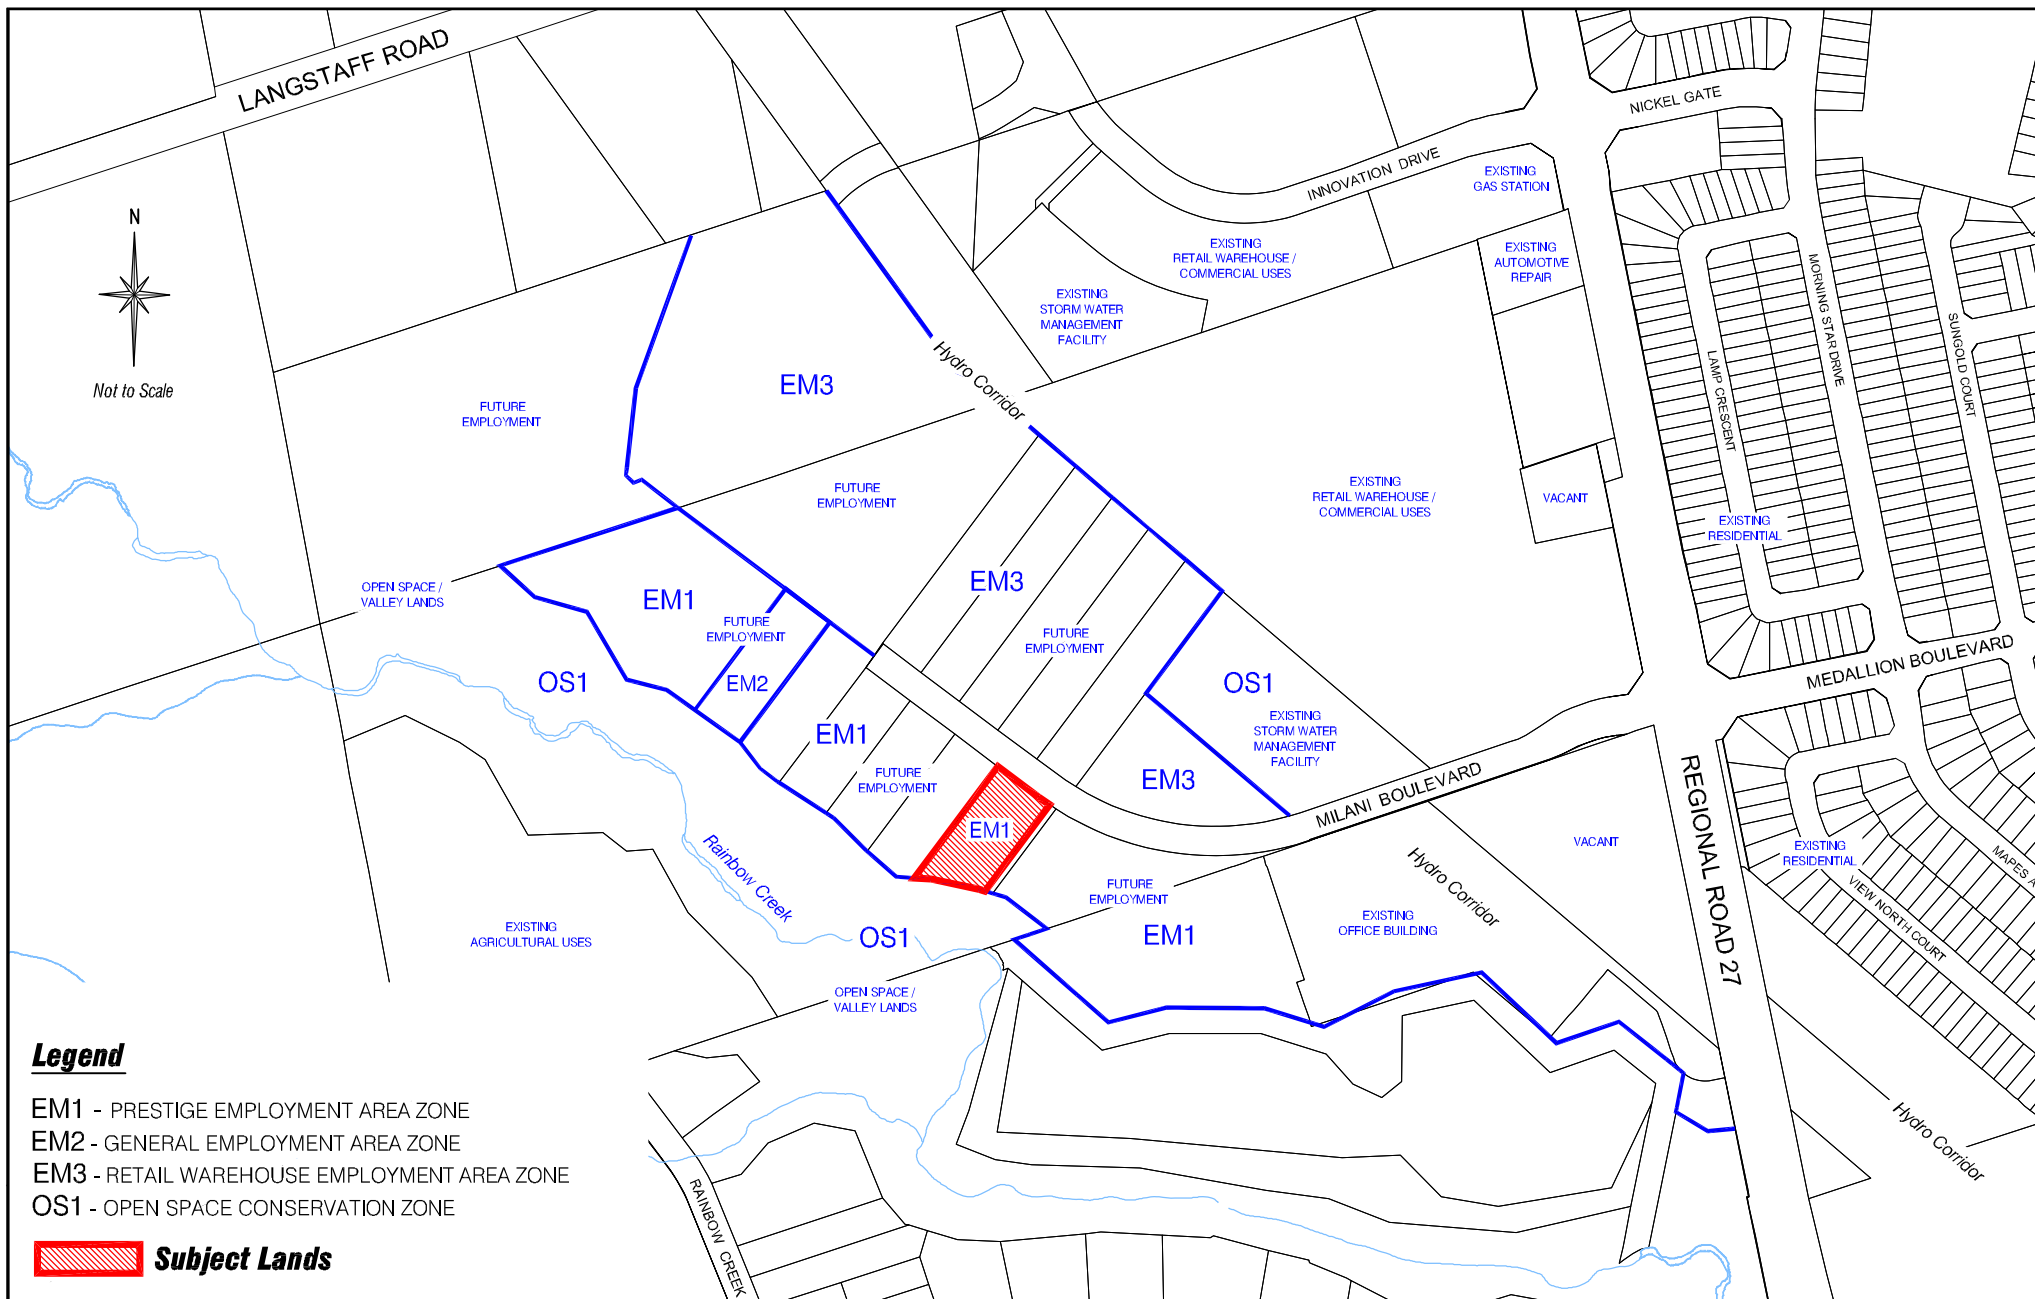 LANGSTAFF ROAD
NICKEL GATE
INNOVATION DRIVE
EXISTING
GAS STATION
N
Not to Scale
EXISTING
RETAIL WAREHOUSE /
COMMERCIAL USES
EXISTING
AUTOMOTIVE
REPAIR
EXISTING
STORM WATER
MANAGEMENT
FACILITY
MORNING STAR DRIVE
SUNGOLD COURT
LAMP CRESCENT
Hydro Corridor
EM3
FUTURE
EMPLOYMENT
FUTURE
EMPLOYMENT
EXISTING
RETAIL WAREHOUSE /
COMMERCIAL USES
VACANT
EXISTING
RESIDENTIAL
OPEN SPACE /
VALLEY LANDS
EM1
FUTURE
EMPLOYMENT
EM3
FUTURE
EMPLOYMENT
MEDALLION BOULEVARD
OS1
EM2
OS1
EXISTING
STORM WATER
MANAGEMENT
FACILITY
EM1
FUTURE
EMPLOYMENT
EM3
MILANI BOULEVARD
REGIONAL ROAD 27
EM1
VACANT
EXISTING
RESIDENTIAL
MAPES A
VIEW NORTH COURT
Rainbow Creek
Hydro Corridor
FUTURE
EMPLOYMENT
EXISTING
OFFICE BUILDING
EXISTING
AGRICULTURAL USES
OS1
EM1
OPEN SPACE /
VALLEY LANDS
Hydro Corridor
RAINBOW CREEK
Legend
EM1 - PRESTIGE EMPLOYMENT AREA ZONE
EM2 - GENERAL EMPLOYMENT AREA ZONE
EM3 - RETAIL WAREHOUSE EMPLOYMENT AREA ZONE
OS1 - OPEN SPACE CONSERVATION ZONE
Subject Lands